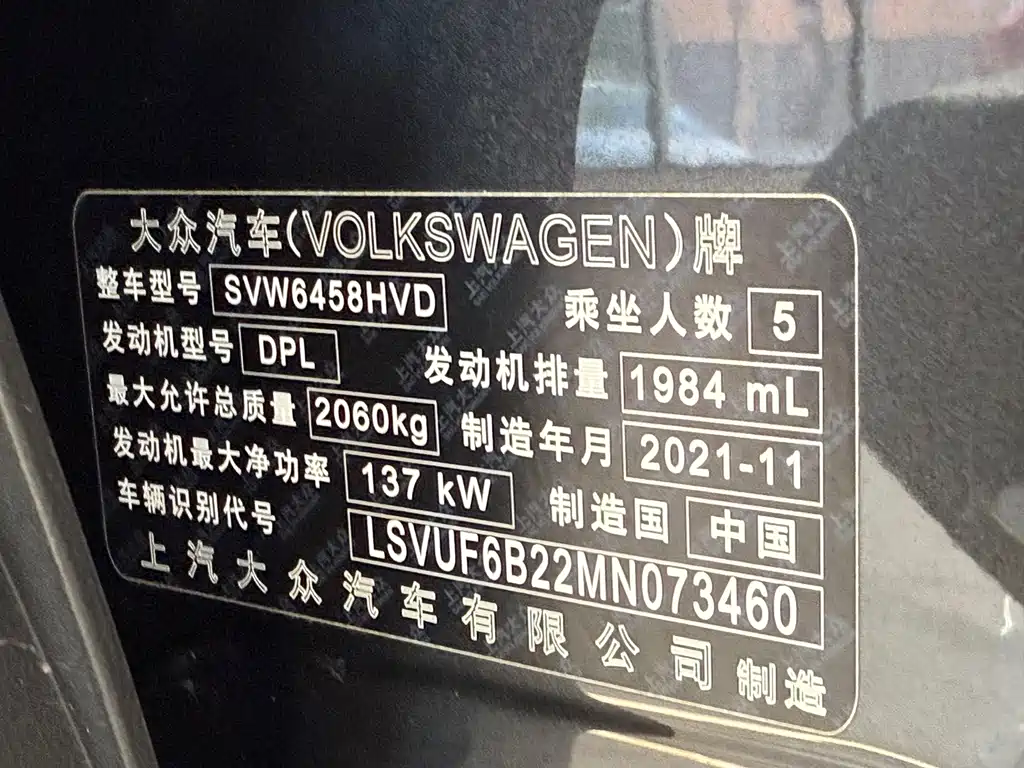 大众汽车(VOLKSWAGEN)牌
整车型号 SVW6458HVD 乘坐人数 5
发动机型号 DPL 发动机排量 1984 mL
最大允许总质量 2060kg 制造年月 2021-11
发动机最大净功率 137 kW 制造国 中国
车辆识别代号 LSVUF6B22MN073460
上汽大众汽车有限公司制造